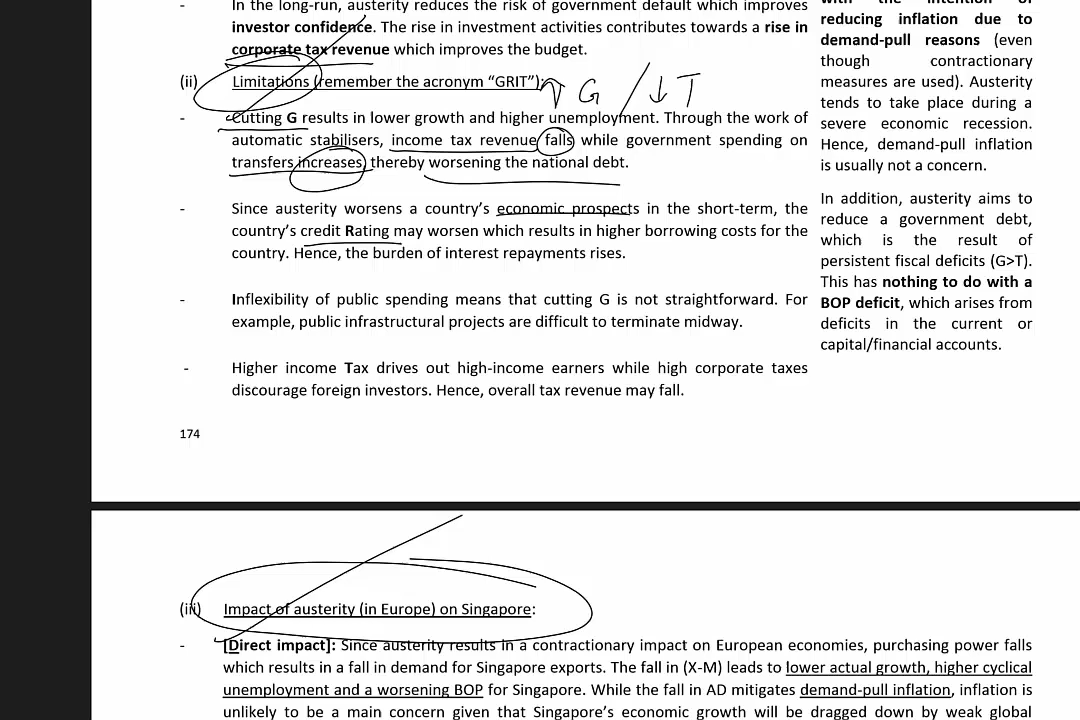 - In the long-run, austerity reduces the risk of government default which improves
investor confidence. The rise in investment activities contributes towards a rise in
corporate tax revenue which improves the budget.
(ii) Limitations (remember the acronym “GRIT”):
↑ G / ↓ T
- Cutting G results in lower growth and higher unemployment. Through the work of
automatic stabilisers, income tax revenue falls while government spending on
transfers increases, thereby worsening the national debt.
- Since austerity worsens a country’s economic prospects in the short-term, the
country’s credit Rating may worsen which results in higher borrowing costs for the
country. Hence, the burden of interest repayments rises.
- Inflexibility of public spending means that cutting G is not straightforward. For
example, public infrastructural projects are difficult to terminate midway.
- Higher income Tax drives out high-income earners while high corporate taxes
discourage foreign investors. Hence, overall tax revenue may fall.
with the intention of
reducing inflation due to
demand-pull reasons (even
though contractionary
measures are used). Austerity
tends to take place during a
severe economic recession.
Hence, demand-pull inflation
is usually not a concern.
In addition, austerity aims to
reduce a government debt,
which is the result of
persistent fiscal deficits (G>T).
This has nothing to do with a
BOP deficit, which arises from
deficits in the current or
capital/financial accounts.
174
(iii) Impact of austerity (in Europe) on Singapore:
- [Direct impact]: Since austerity results in a contractionary impact on European economies, purchasing power falls
which results in a fall in demand for Singapore exports. The fall in (X-M) leads to lower actual growth, higher cyclical
unemployment and a worsening BOP for Singapore. While the fall in AD mitigates demand-pull inflation, inflation is
unlikely to be a main concern given that Singapore’s economic growth will be dragged down by weak global